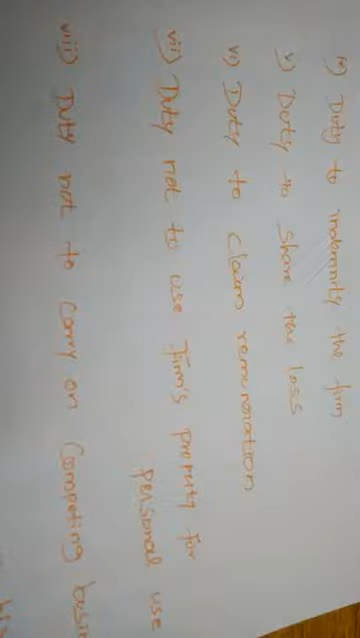 iv) Duty to indemnity the firm
v) Duty to share the loss
vi) Duty to claim remuneration
vii) Duty not to use firm's property for
personal use
viii) Duty not to carry on competing